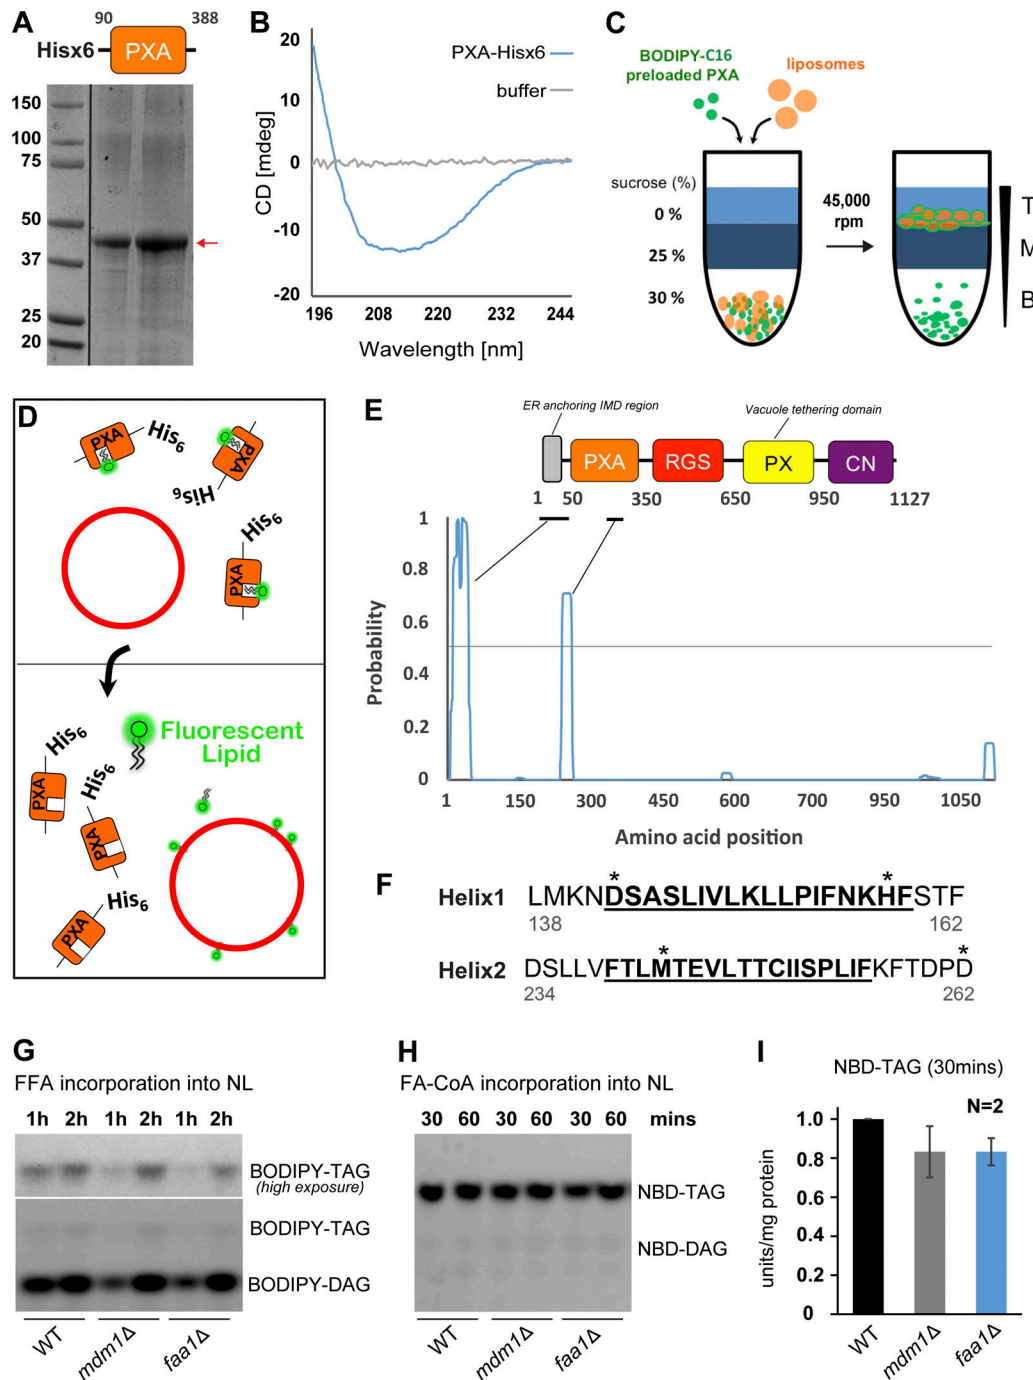 A
90 388
Hisx6 PXA
150
100
75
50
37
25
20
B
20
10
0
-10
-20
CD [mdeg]
PXA-Hisx6
buffer
196 208 220 232 244
Wavelength [nm]
C
BODIPY-C16
preloaded PXA
liposomes
sucrose (%)
0 %
25 %
30 %
45,000
rpm
T
M
B
D
PXA His6
PXA His6
PXA His6
Fluorescent
Lipid
PXA His6
PXA His6
PXA His6
E
ER anchoring IMD region
Vacuole tethering domain
PXA RGS PX CN
1 50 350 650 950 1127
1
0.8
0.6
0.4
0.2
0
Probability
1 150 300 450 600 700 950 1050
Amino acid position
F
* *
Helix1 LMKNDSASLIVLKLLPIFNKHFSTF
138 162
* *
Helix2 DSLLVFTLMTEVLTTCIISPLIFKFTDPD
234 262
G
FFA incorporation into NL
1h 2h 1h 2h 1h 2h
BODIPY-TAG
(high exposure)
BODIPY-TAG
BODIPY-DAG
WT mdm1Δ faa1Δ
H
FA-CoA incorporation into NL
30 60 30 60 30 60 mins
NBD-TAG
NBD-DAG
WT mdm1Δ faa1Δ
I
NBD-TAG (30mins)
N=2
1.0
0.8
0.6
0.4
0.2
0
units/mg protein
WT mdm1Δ faa1Δ